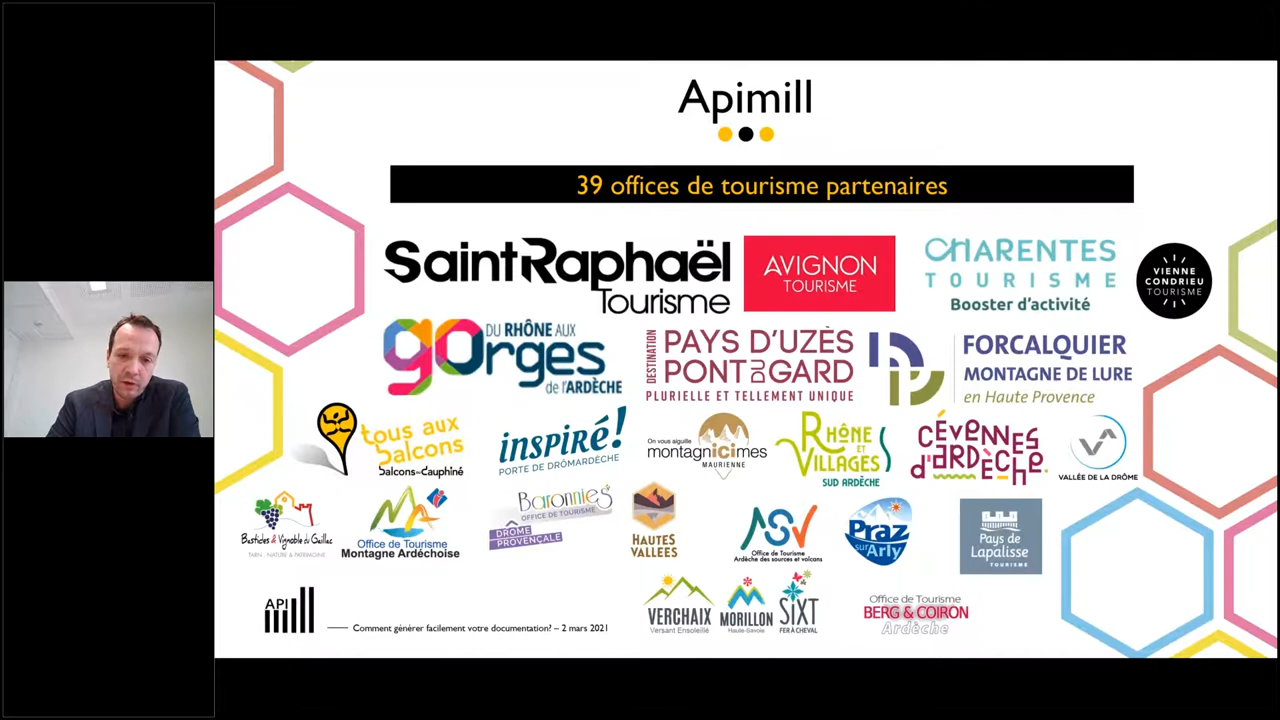 Apimill
39 offices de tourisme partenaires
SaintRaphaël
Tourisme
AVIGNON
TOURISME
CHARENTES
TOURISME
Booster d'activité
VIENNE
CONDRIEU
TOURISME
gOrges
DU RHÔNE AUX
de l'ARDÈCHE
DESTINATION
PAYS D'UZÈS
PONT DU GARD
PLURIELLE ET TELLEMENT UNIQUE
FORCALQUIER
MONTAGNE DE LURE
en Haute Provence
tous aux
balcons
Balcons du Dauphiné
inspiré!
PORTE DE DRÔMARDÈCHE
On vous aiguille
montagnicimes
MAURIENNE
RHÔNE
ET
VILLAGES
SUD ARDÈCHE
CÉVENNES
d'ARDÈCHE
VALLÉE DE LA DRÔME
Bastides & Vignoble du Gaillac
TARN - NATURE & PATRIMOINE
Office de Tourisme
Montagne Ardéchoise
Baronnies
OFFICE DE TOURISME
DRÔME
PROVENÇALE
HAUTES
VALLÉES
ASV
Office de Tourisme
Ardèche des sources et volcans
Praz
sur Arly
Pays de
Lapalisse
TOURISME
VERCHAIX
Versant Ensoleillé
MORILLON
Haute-Savoie
SiXT
FER À CHEVAL
Office de Tourisme
BERG & COIRON
Ardèche
API
Comment générer facilement votre documentation? – 2 mars 2021